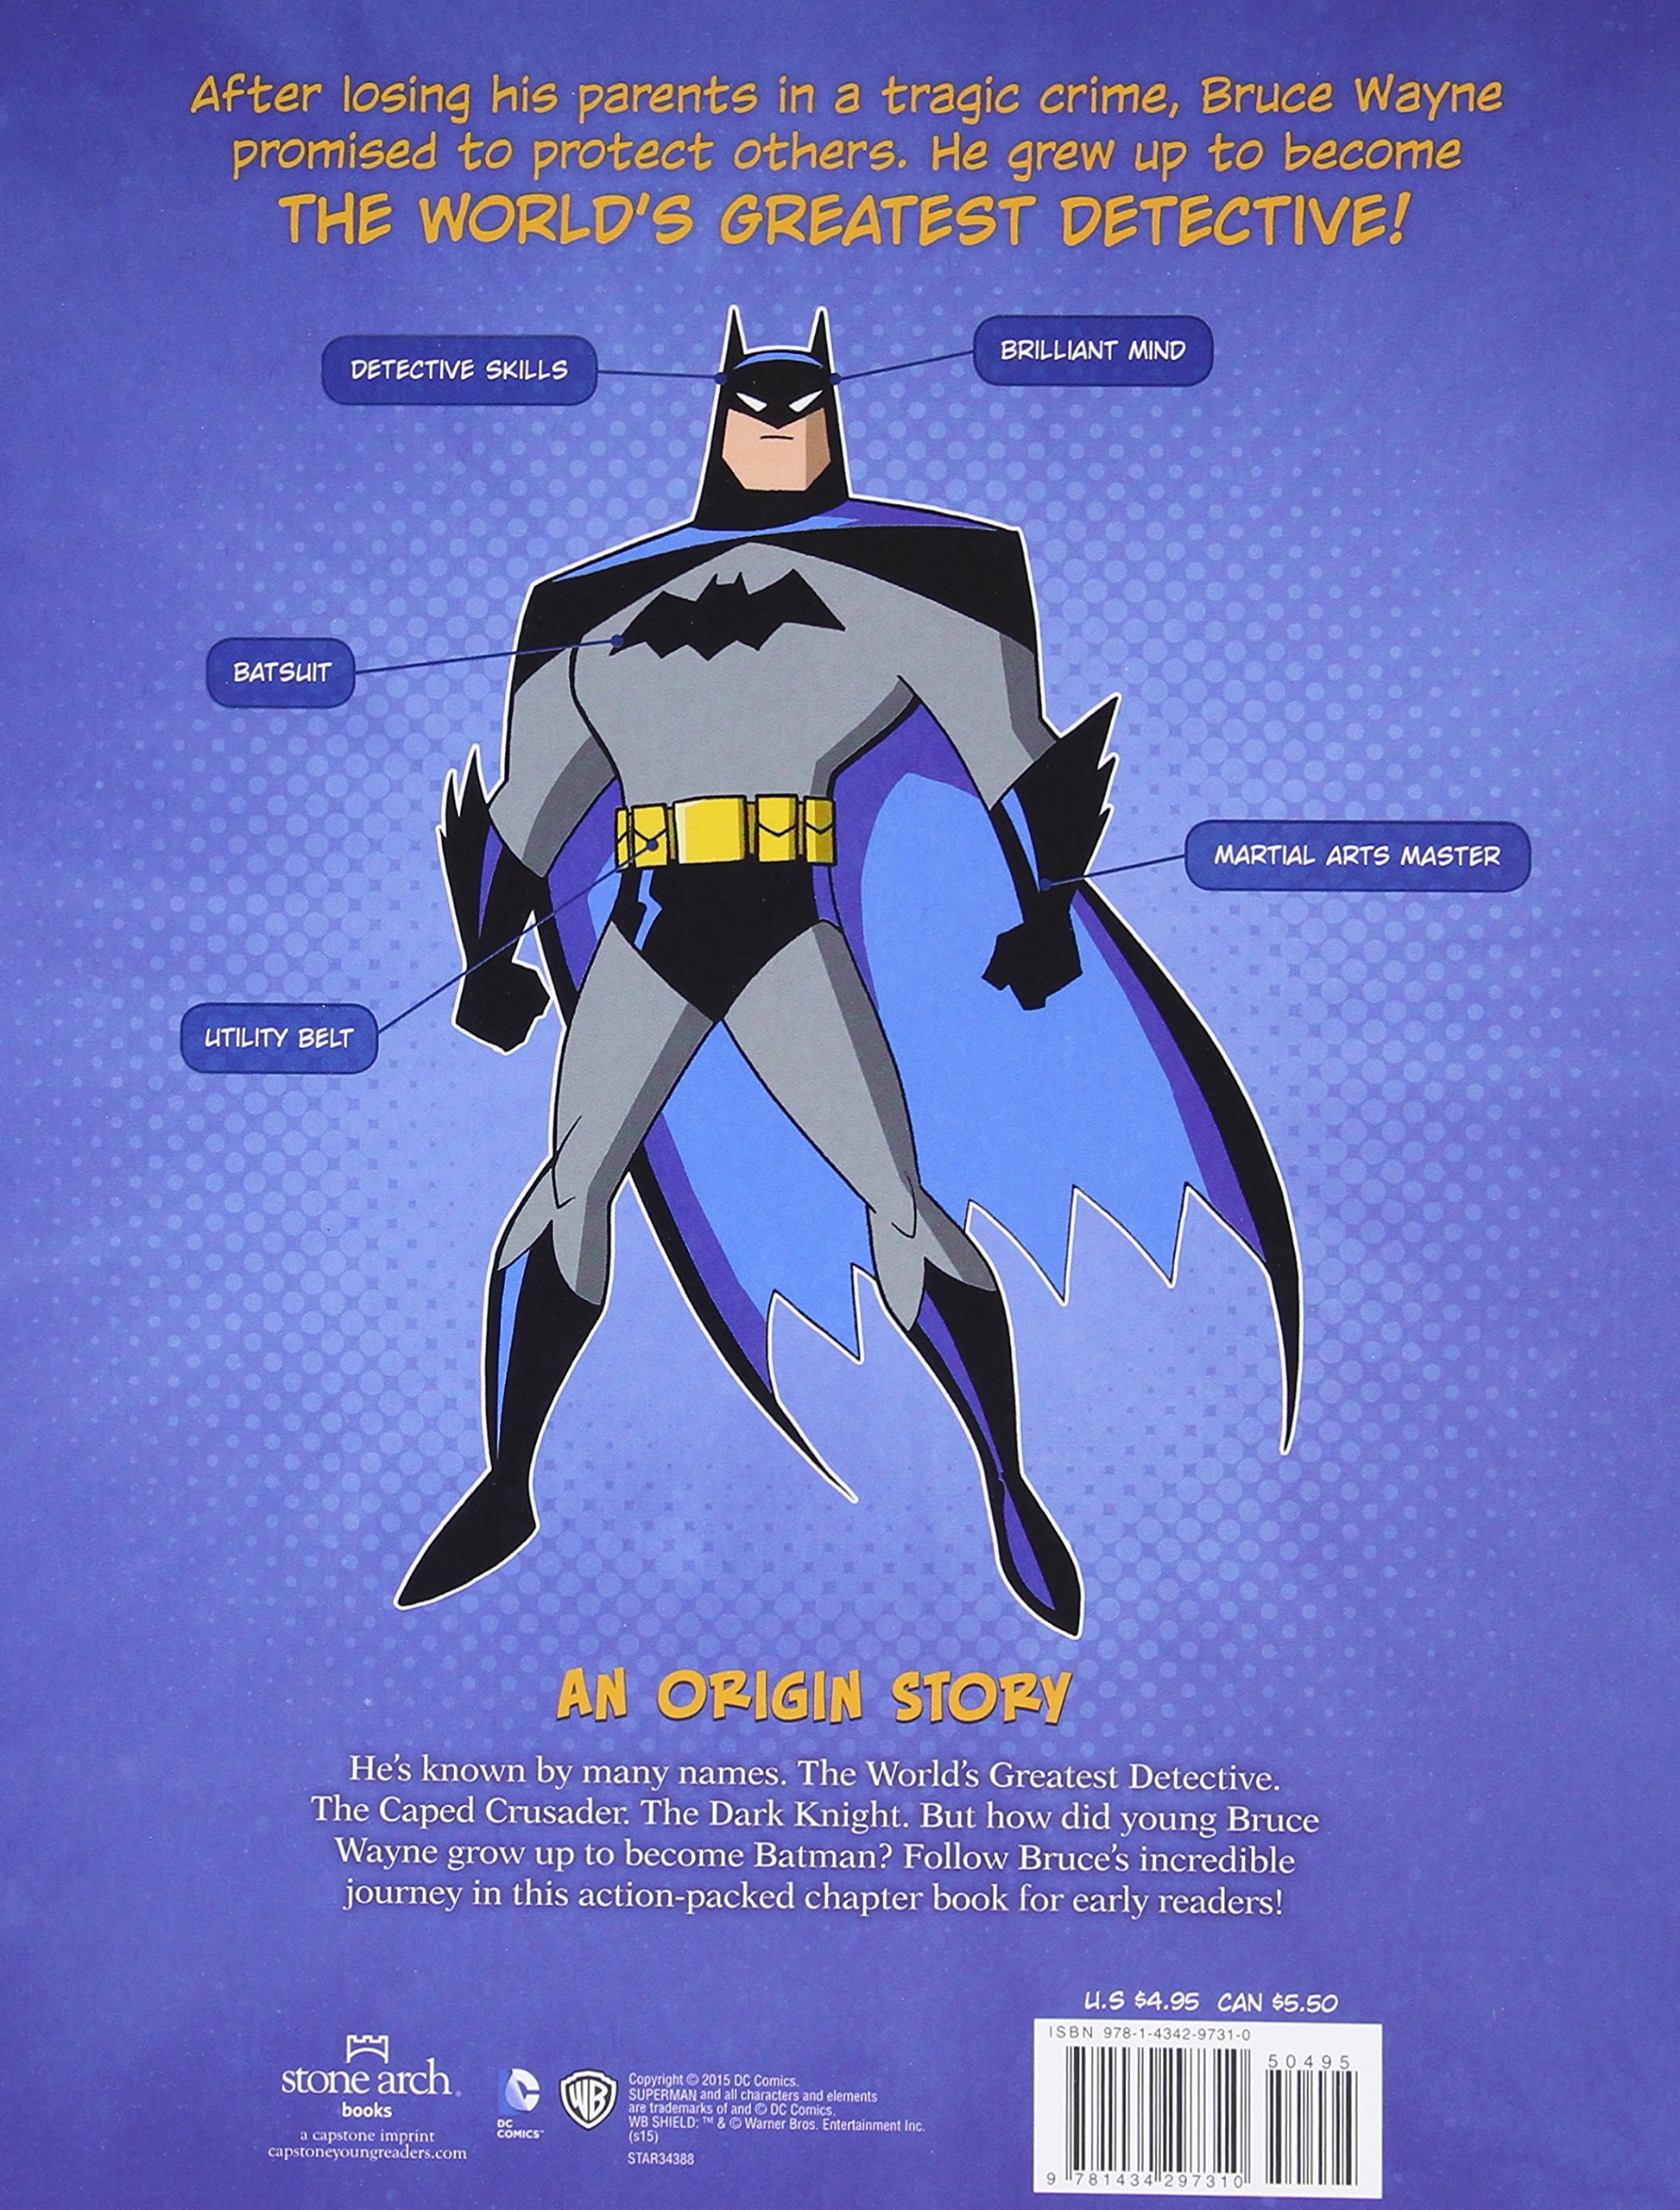 After losing his parents in a tragic crime, Bruce Wayne
promised to protect others. He grew up to become
THE WORLD'S GREATEST DETECTIVE!
DETECTIVE SKILLS
BRILLIANT MIND
BATSUIT
MARTIAL ARTS MASTER
UTILITY BELT
AN ORIGIN STORY
He's known by many names. The World's Greatest Detective.
The Caped Crusader. The Dark Knight. But how did young Bruce
Wayne grow up to become Batman? Follow Bruce's incredible
journey in this action-packed chapter book for early readers!
U.S $4.95 CAN $5.50
ISBN 978-1-4342-9731-0
50495
9 781434 297310
stone arch
books
a capstone imprint
capstoneyoungreaders.com
DC
COMICS™
WB
Copyright © 2015 DC Comics.
SUPERMAN and all characters and elements
are trademarks of and © DC Comics.
WB SHIELD: ™ & © Warner Bros. Entertainment Inc.
(s15)
STAR34388